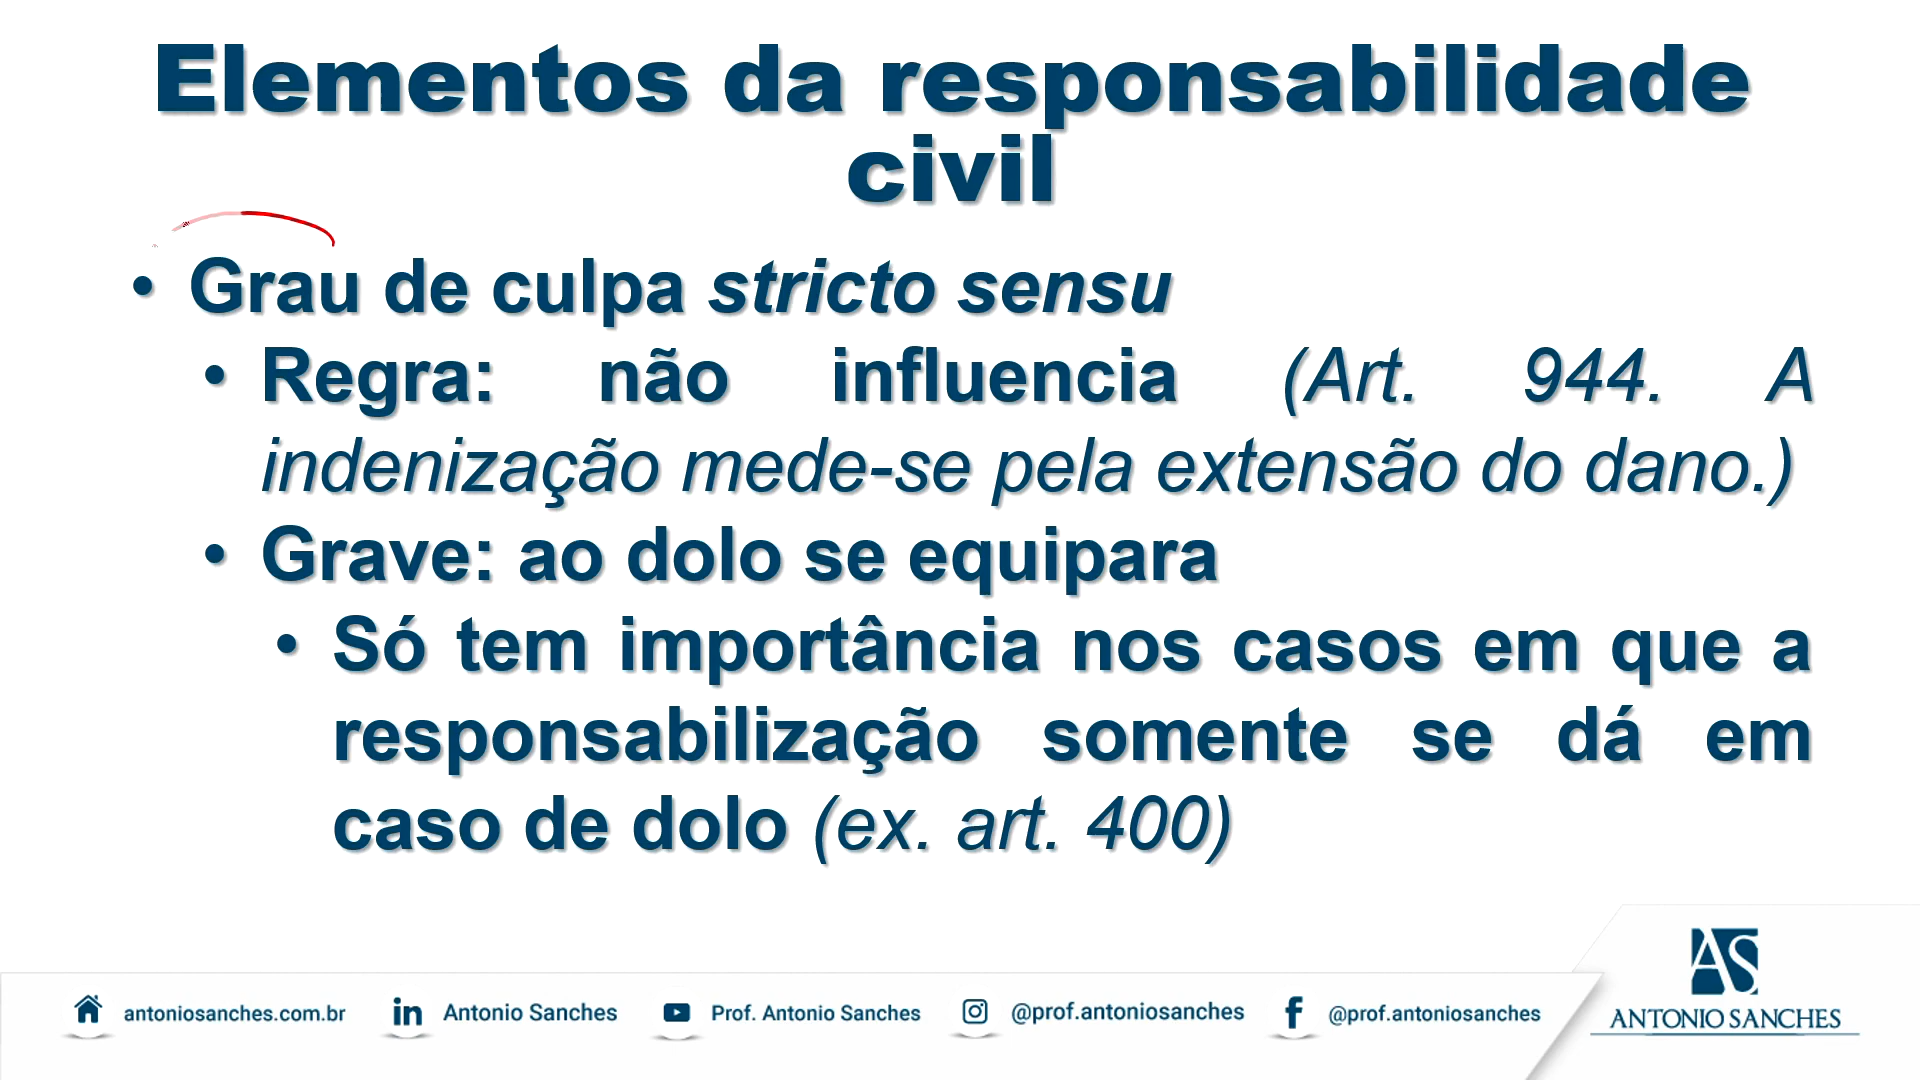 Elementos da responsabilidade
civil
• Grau de culpa stricto sensu
• Regra: não influencia (Art. 944. A
indenização mede-se pela extensão do dano.)
• Grave: ao dolo se equipara
• Só tem importância nos casos em que a
responsabilização somente se dá em
caso de dolo (ex. art. 400)
antoniosanches.com.br
Antonio Sanches
Prof. Antonio Sanches
@prof.antoniosanches
@prof.antoniosanches
AS
ANTONIO SANCHES